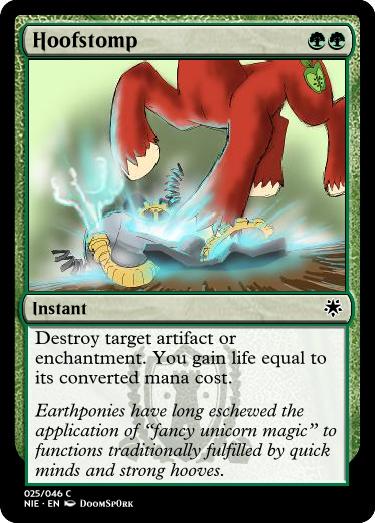 Hoofstomp
Instant
Destroy target artifact or
enchantment. You gain life equal to
its converted mana cost.
Earthponies have long eschewed the
application of “fancy unicorn magic” to
functions traditionally fulfilled by quick
minds and strong hooves.
025/046 C
NIE • EN DoomSp0rk